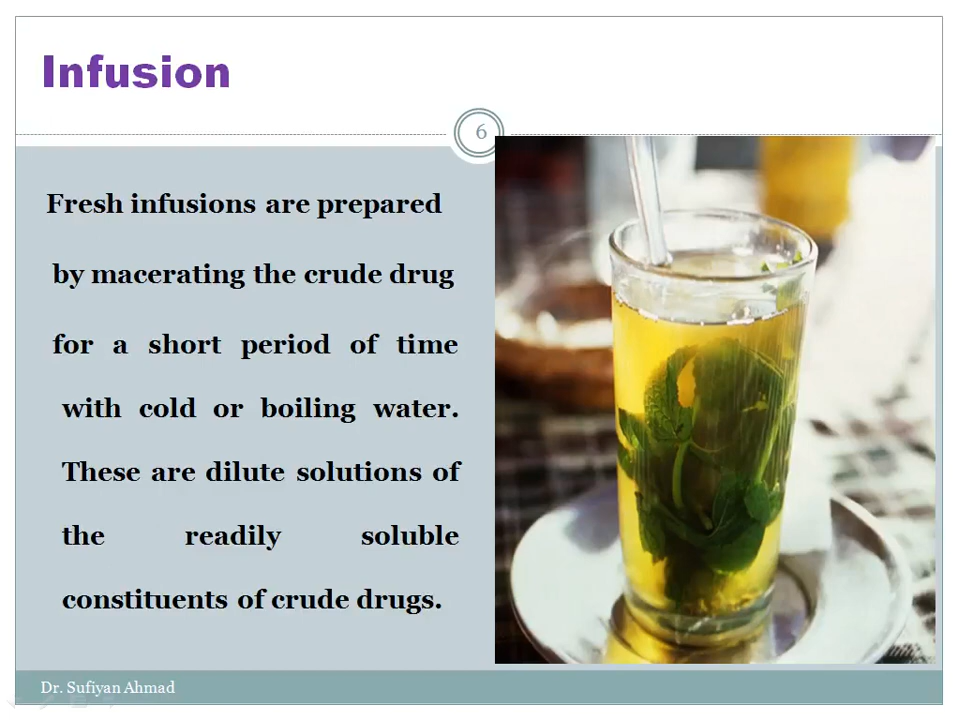 Infusion
6
Fresh infusions are prepared
by macerating the crude drug
for a short period of time
with cold or boiling water.
These are dilute solutions of
the readily soluble
constituents of crude drugs.
Dr. Sufiyan Ahmad